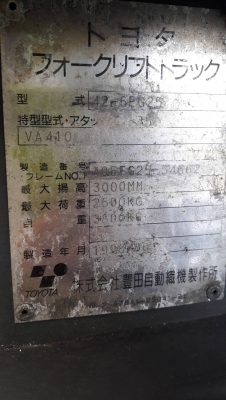 トヨタ
フォークリフトトラック
型 式 42-5FG25
特型型式・アタッ
VA410
製造番号
フレームNO.
最大揚高 3000MM
最大荷重 2500KG
自 重
製造年月
TOYOTA 株式会社 豊田自動織機製作所